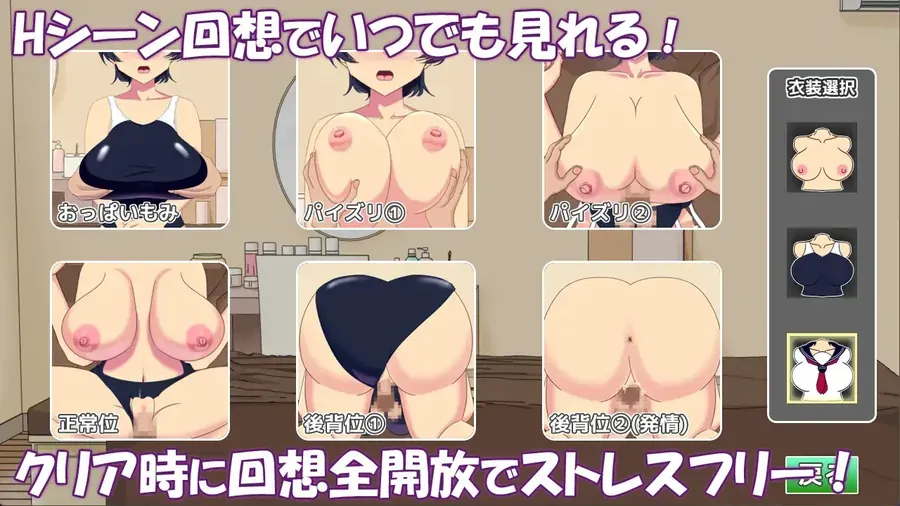 Hシーン回想でいつでも見れる！
衣装選択
おっぱいもみ
パイズリ①
パイズリ②
正常位
後背位①
後背位②(発情)
クリア時に回想全開放でストレスフリー！